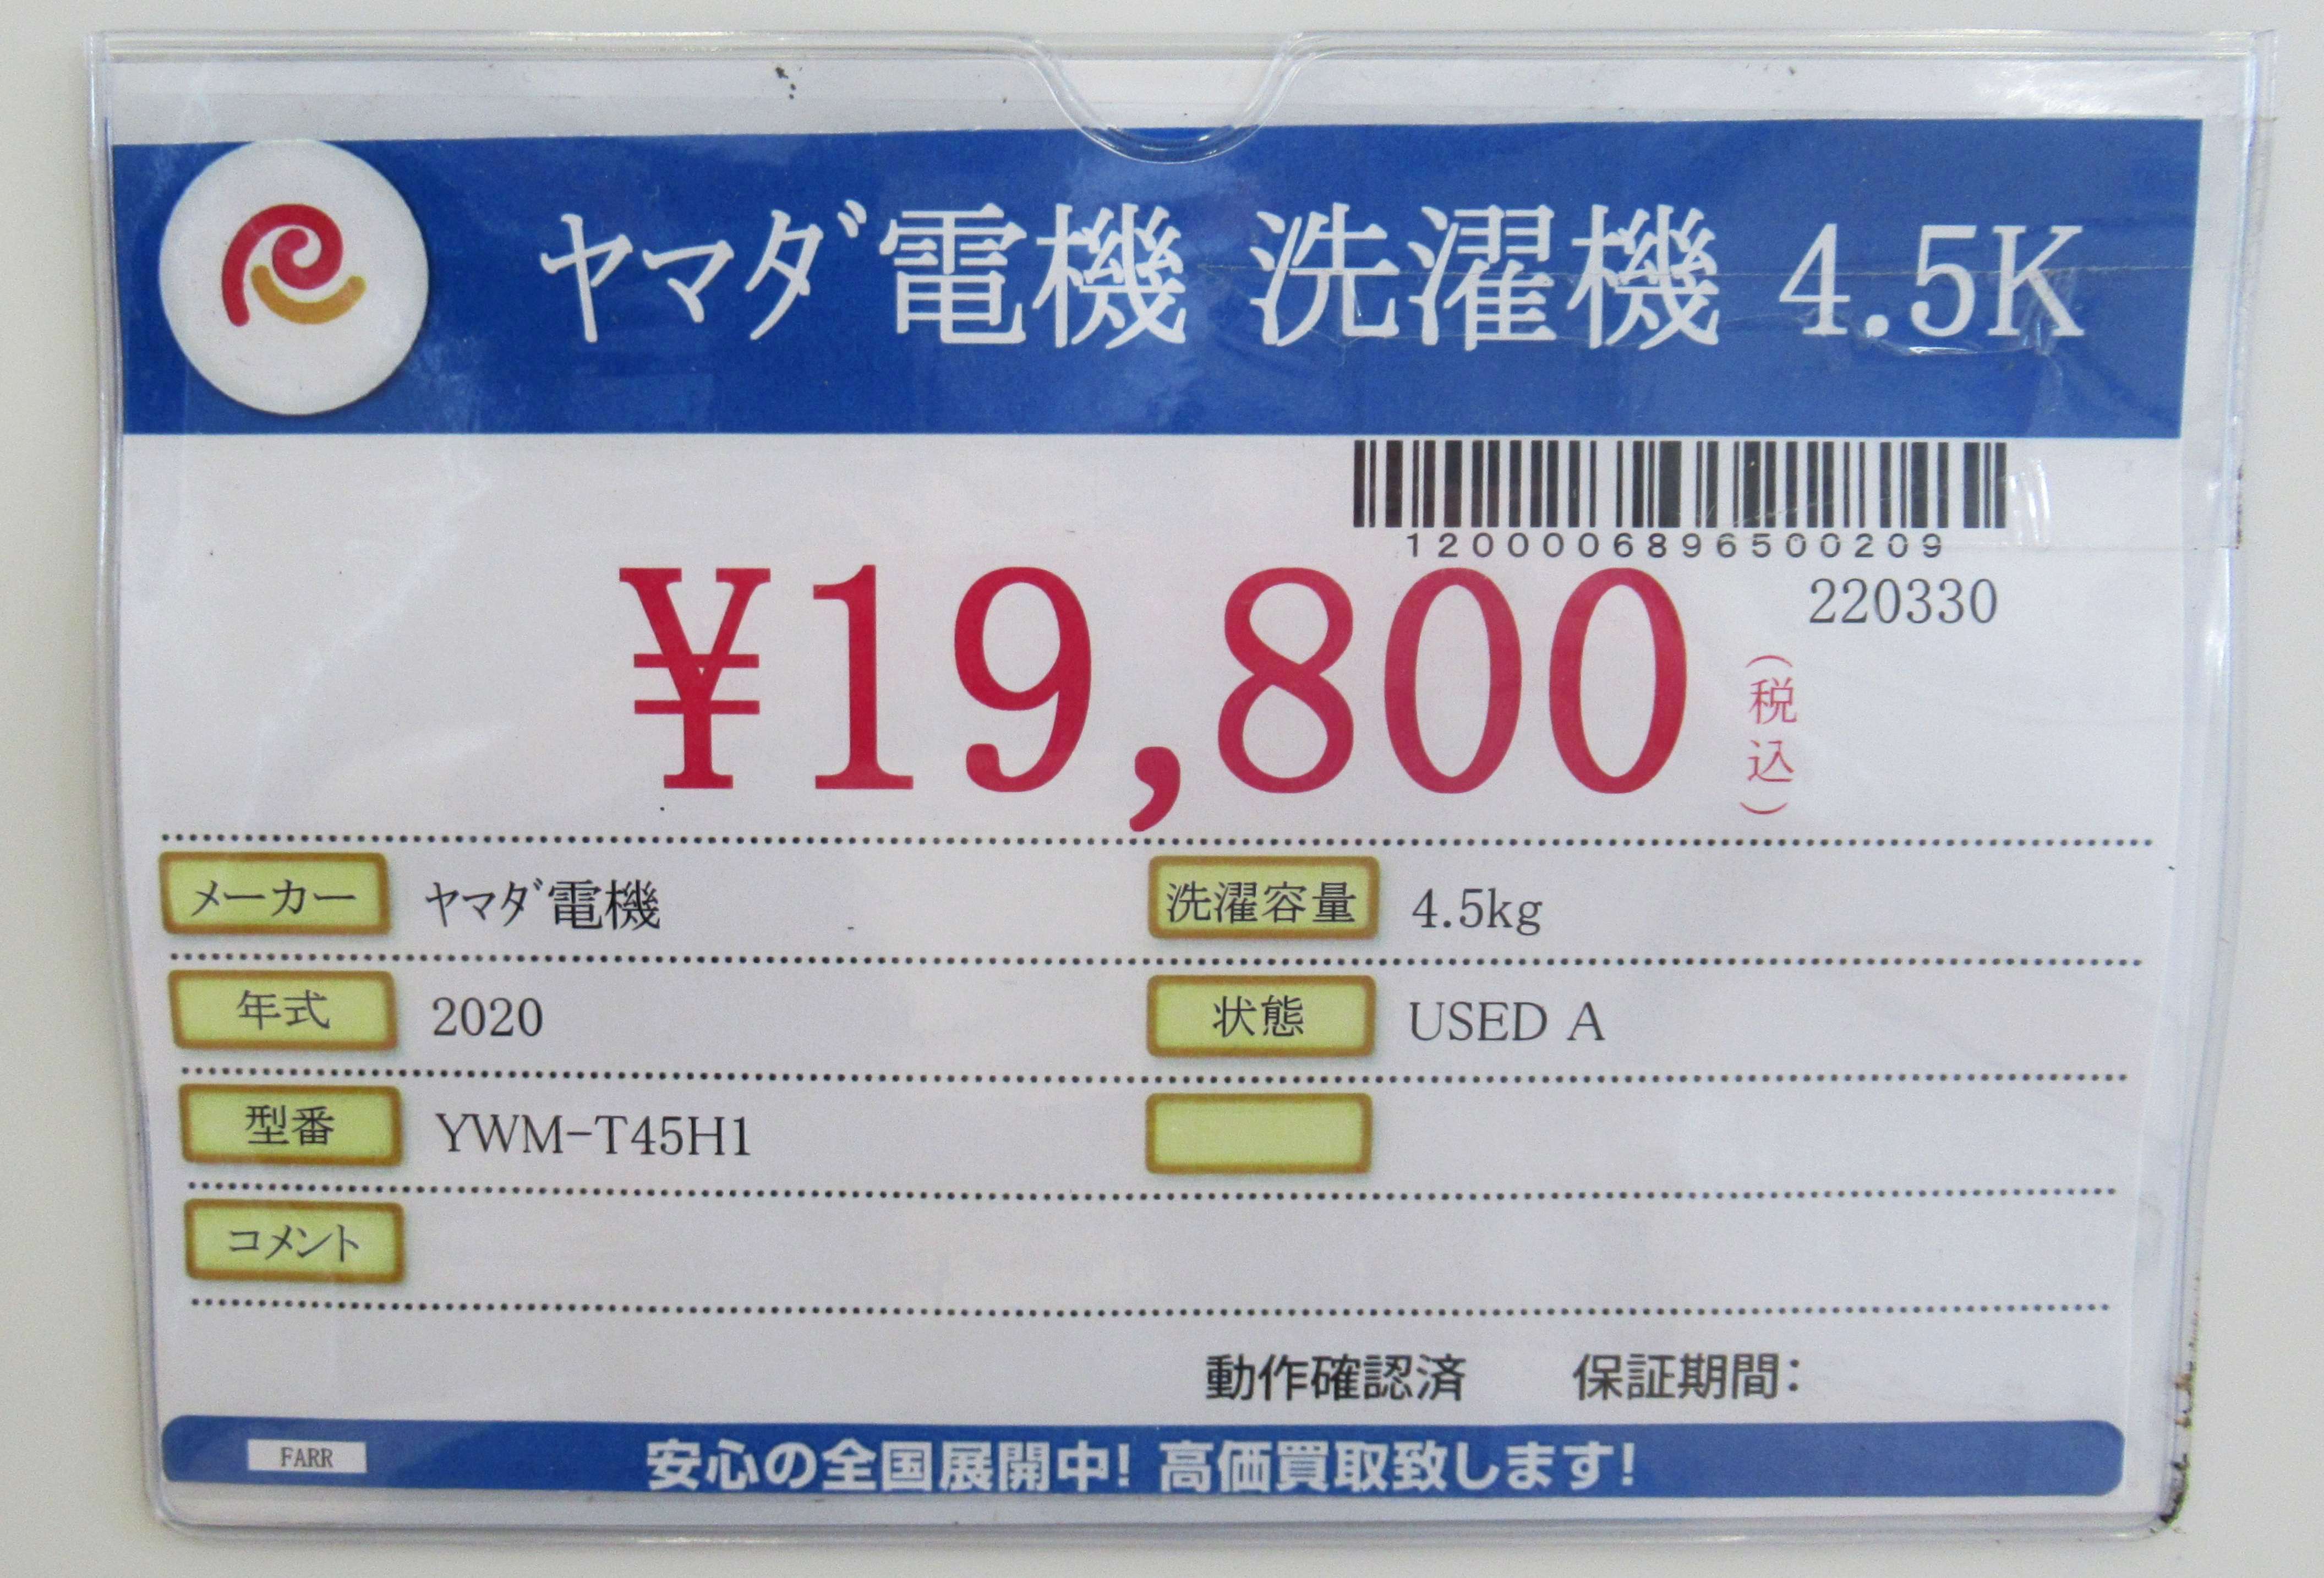 ﾔﾏﾀﾞ電機 洗濯機 4.5K
1200006896500209
220330
¥19,800 (税込)
メーカー ﾔﾏﾀﾞ電機 洗濯容量 4.5kg
年式 2020 状態 USED A
型番 YWM-T45H1
コメント
動作確認済 保証期間:
FARR 安心の全国展開中! 高価買取致します!